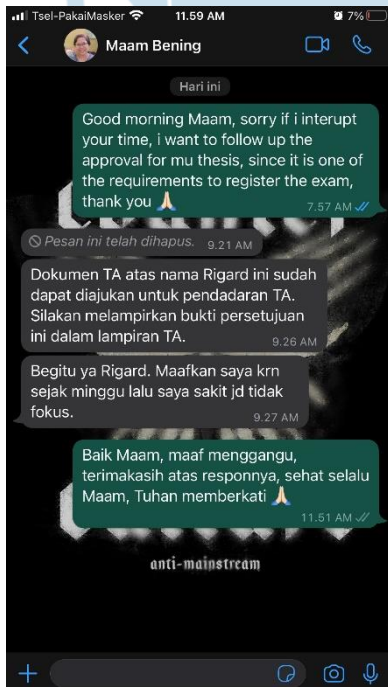 Tsel-PakaiMasker 11.59 AM 7%
Maam Bening
Hari ini
Good morning Maam, sorry if i interupt
your time, i want to follow up the
approval for mu thesis, since it is one of
the requirements to register the exam,
thank you 🙏🏻 7.57 AM
Pesan ini telah dihapus. 9.21 AM
Dokumen TA atas nama Rigard ini sudah
dapat diajukan untuk pendadaran TA.
Silakan melampirkan bukti persetujuan
ini dalam lampiran TA. 9.26 AM
Begitu ya Rigard. Maafkan saya krn
sejak minggu lalu saya sakit jd tidak
fokus. 9.27 AM
Baik Maam, maaf menggangu,
terimakasih atas responnya, sehat selalu
Maam, Tuhan memberkati 🙏🏻
11.51 AM
anti-mainstream